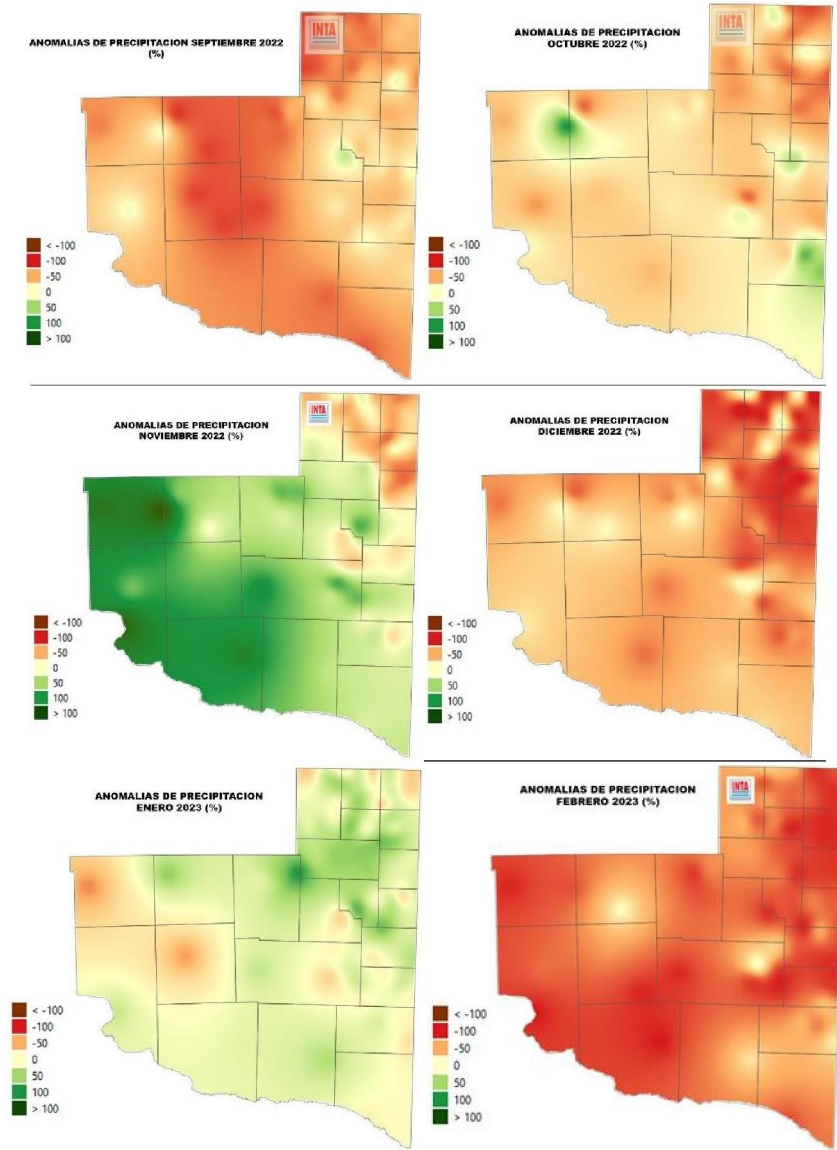 ANOMALIAS DE PRECIPITACION SEPTIEMBRE 2022
(%)
INTA
< -100
-100
-50
0
50
100
> 100
ANOMALIAS DE PRECIPITACION
OCTUBRE 2022 (%)
INTA
< -100
-100
-50
0
50
100
> 100
ANOMALIAS DE PRECIPITACION
NOVIEMBRE 2022 (%)
INTA
< -100
-100
-50
0
50
100
> 100
ANOMALIAS DE PRECIPITACION
DICIEMBRE 2022 (%)
< -100
-100
-50
0
50
100
> 100
ANOMALIAS DE PRECIPITACION
ENERO 2023 (%)
< -100
-100
-50
0
50
100
> 100
ANOMALIAS DE PRECIPITACION
FEBRERO 2023 (%)
INTA
< -100
-100
-50
0
50
100
> 100